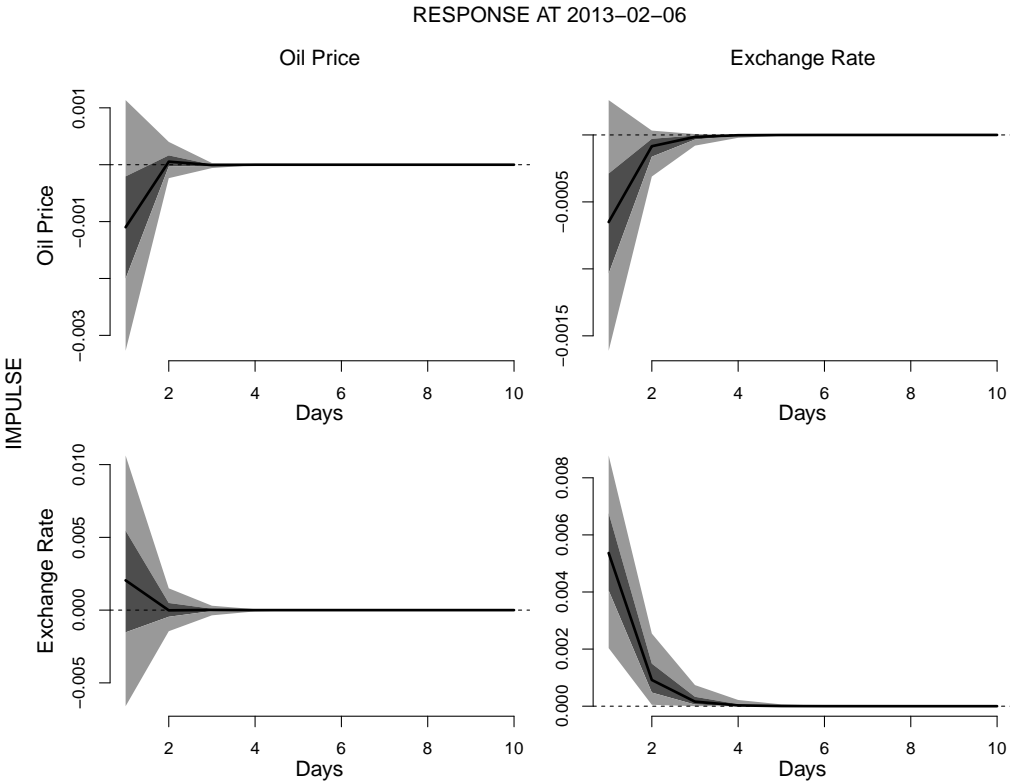 RESPONSE AT 2013−02−06
Oil Price
Exchange Rate
IMPULSE
Oil Price
0.001
−0.001
−0.003
2 4 6 8 10
Days
−0.0005
−0.0015
2 4 6 8 10
Days
Exchange Rate
0.010
0.005
0.000
−0.005
2 4 6 8 10
Days
0.008
0.006
0.004
0.002
0.000
2 4 6 8 10
Days